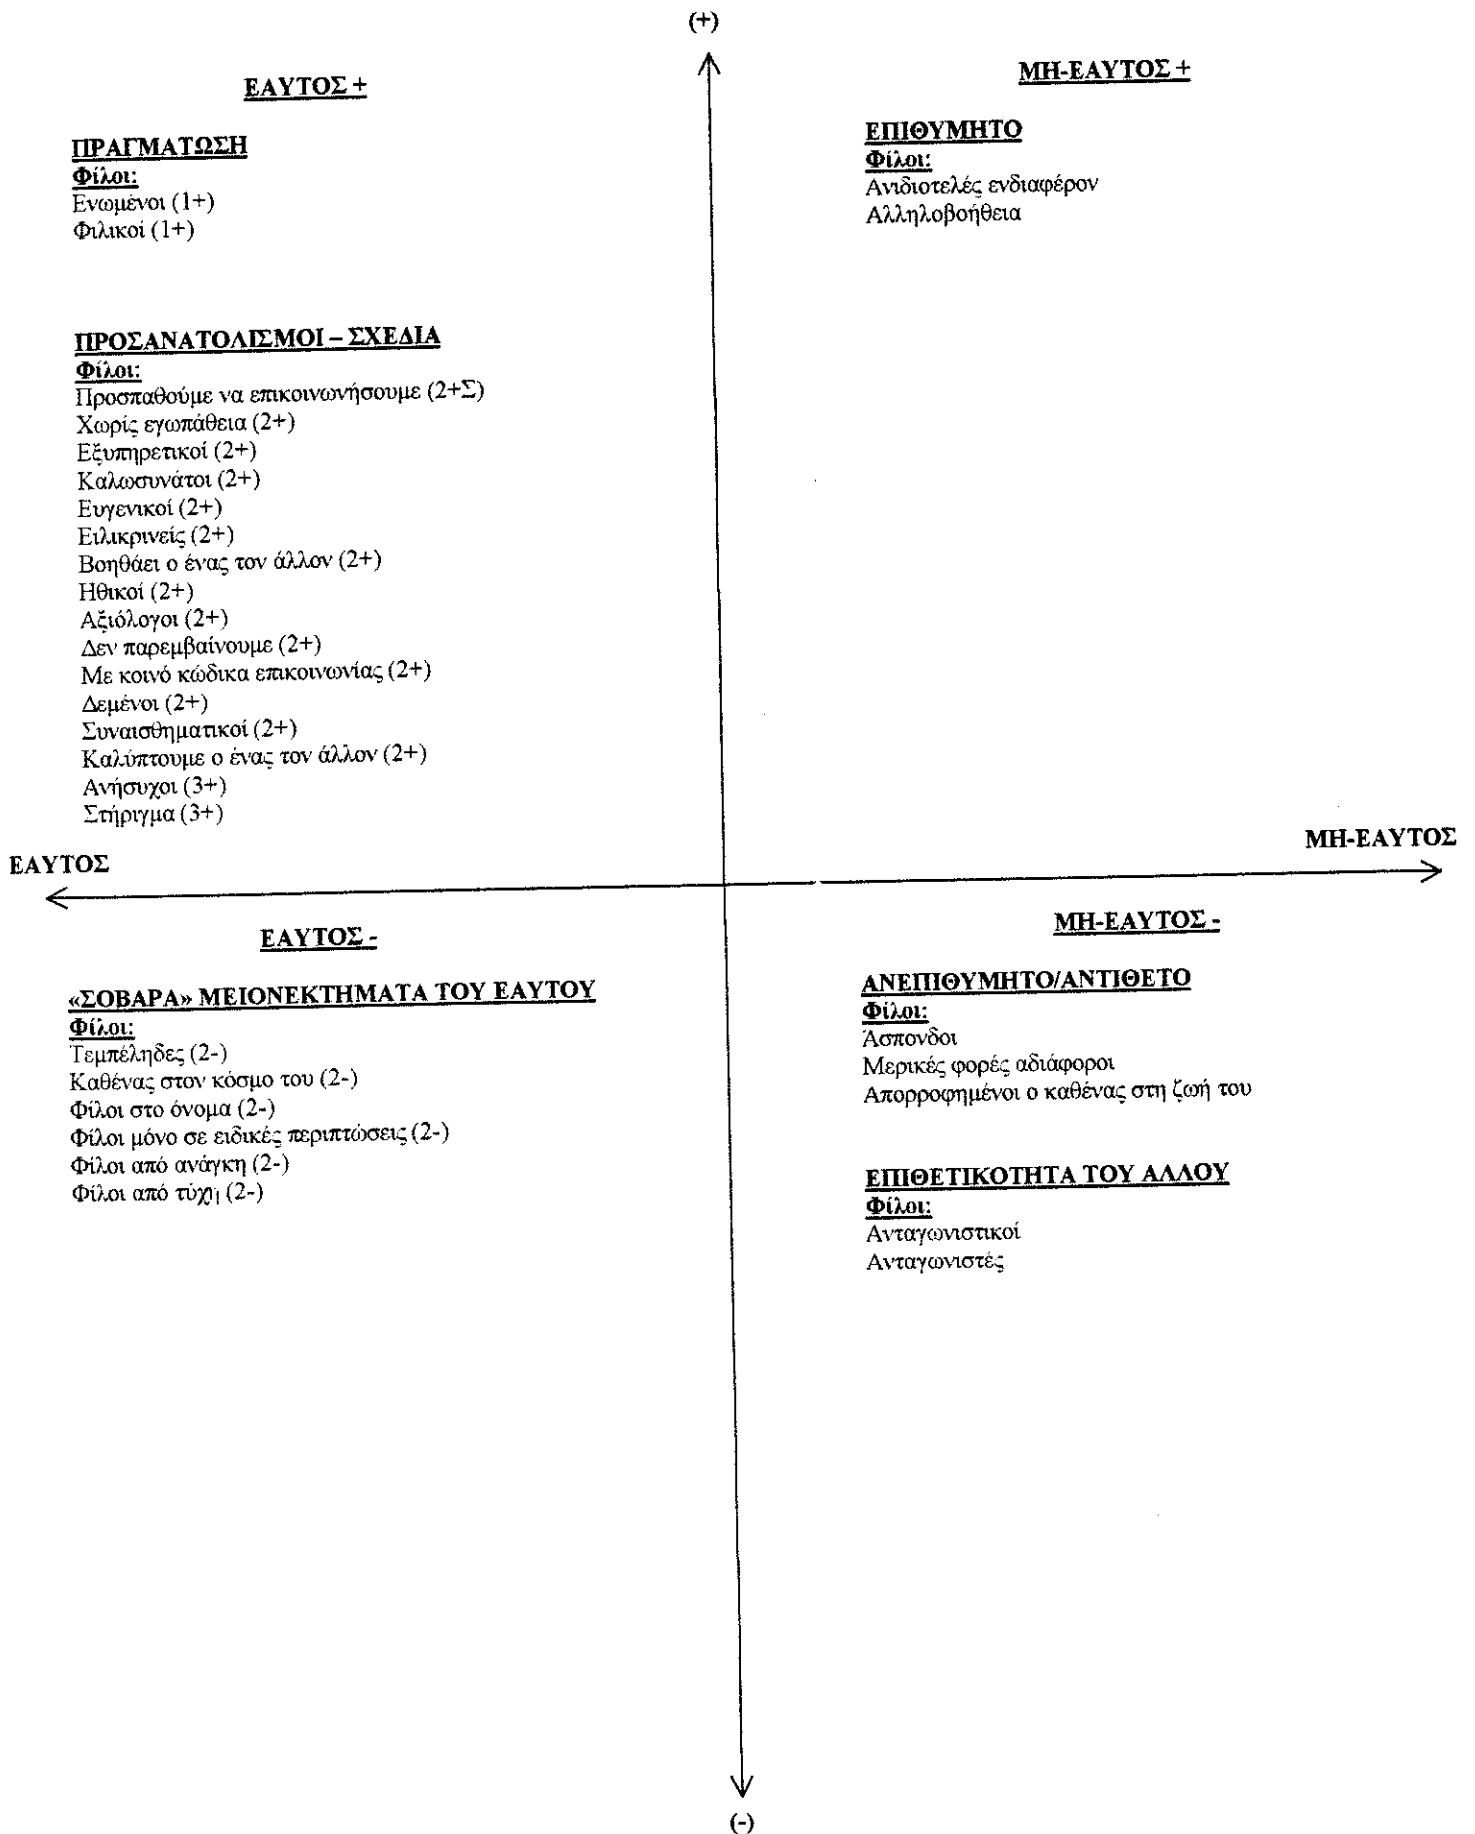 (+)
ΕΑΥΤΟΣ +
ΠΡΑΓΜΑΤΩΣΗ
Φίλοι:
Ενωμένοι (1+)
Φιλικοί (1+)
ΠΡΟΣΑΝΑΤΟΛΙΣΜΟΙ – ΣΧΕΔΙΑ
Φίλοι:
Προσπαθούμε να επικοινωνήσουμε (2+Σ)
Χωρίς εγωπάθεια (2+)
Εξυπηρετικοί (2+)
Καλωσυνάτοι (2+)
Ευγενικοί (2+)
Ειλικρινείς (2+)
Βοηθάει ο ένας τον άλλον (2+)
Ηθικοί (2+)
Αξιόλογοι (2+)
Δεν παρεμβαίνουμε (2+)
Με κοινό κώδικα επικοινωνίας (2+)
Δεμένοι (2+)
Συναισθηματικοί (2+)
Καλύπτουμε ο ένας τον άλλον (2+)
Ανήσυχοι (3+)
Στήριγμα (3+)
ΜΗ-ΕΑΥΤΟΣ +
ΕΠΙΘΥΜΗΤΟ
Φίλοι:
Ανιδιοτελές ενδιαφέρον
Αλληλοβοήθεια
ΕΑΥΤΟΣ
ΜΗ-ΕΑΥΤΟΣ
ΕΑΥΤΟΣ -
«ΣΟΒΑΡΑ» ΜΕΙΟΝΕΚΤΗΜΑΤΑ ΤΟΥ ΕΑΥΤΟΥ
Φίλοι:
Τεμπέληδες (2-)
Καθένας στον κόσμο του (2-)
Φίλοι στο όνομα (2-)
Φίλοι μόνο σε ειδικές περιπτώσεις (2-)
Φίλοι από ανάγκη (2-)
Φίλοι από τύχη (2-)
ΜΗ-ΕΑΥΤΟΣ -
ΑΝΕΠΙΘΥΜΗΤΟ/ΑΝΤΙΘΕΤΟ
Φίλοι:
Άσπονδοι
Μερικές φορές αδιάφοροι
Απορροφημένοι ο καθένας στη ζωή του
ΕΠΙΘΕΤΙΚΟΤΗΤΑ ΤΟΥ ΑΛΛΟΥ
Φίλοι:
Ανταγωνιστικοί
Ανταγωνιστές
(-)